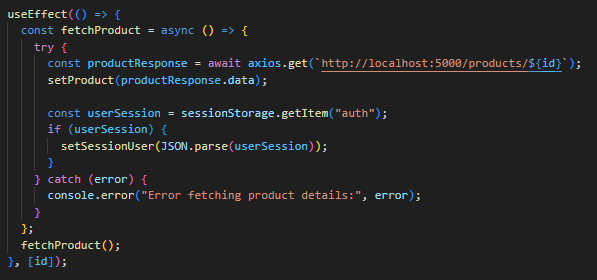 useEffect(() => {
  const fetchProduct = async () => {
    try {
      const productResponse = await axios.get(`http://localhost:5000/products/${id}`);
      setProduct(productResponse.data);

      const userSession = sessionStorage.getItem("auth");
      if (userSession) {
        setSessionUser(JSON.parse(userSession));
      }
    } catch (error) {
      console.error("Error fetching product details:", error);
    }
  };
  fetchProduct();
}, [id]);